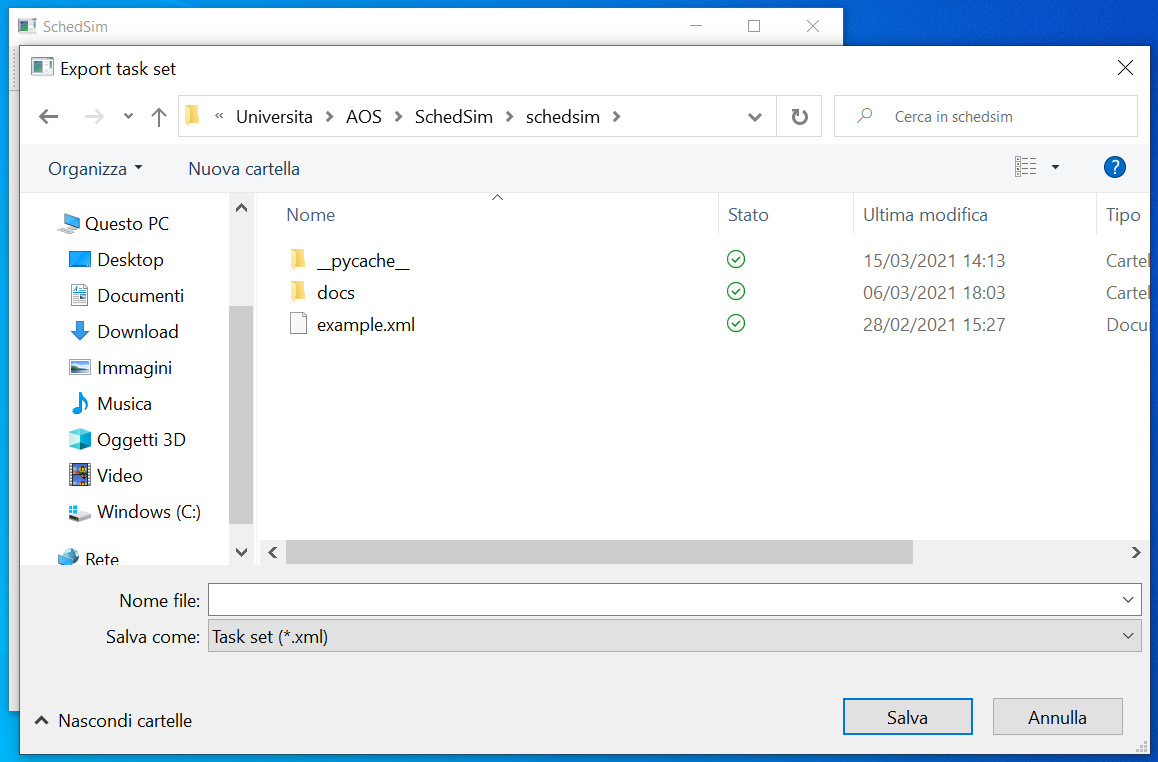 SchedSim
Export task set
« Universita > AOS > SchedSim > schedsim >
Cerca in schedsim
Organizza
Nuova cartella
?
Nome
Stato
Ultima modifica
Tipo
Questo PC
Desktop
Documenti
Download
Immagini
Musica
Oggetti 3D
Video
Windows (C:)
Rete
__pycache__ 15/03/2021 14:13 Cartel
docs 06/03/2021 18:03 Cartel
example.xml 28/02/2021 15:27 Docu
Nome file:
Salva come: Task set (*.xml)
Nascondi cartelle
Salva
Annulla